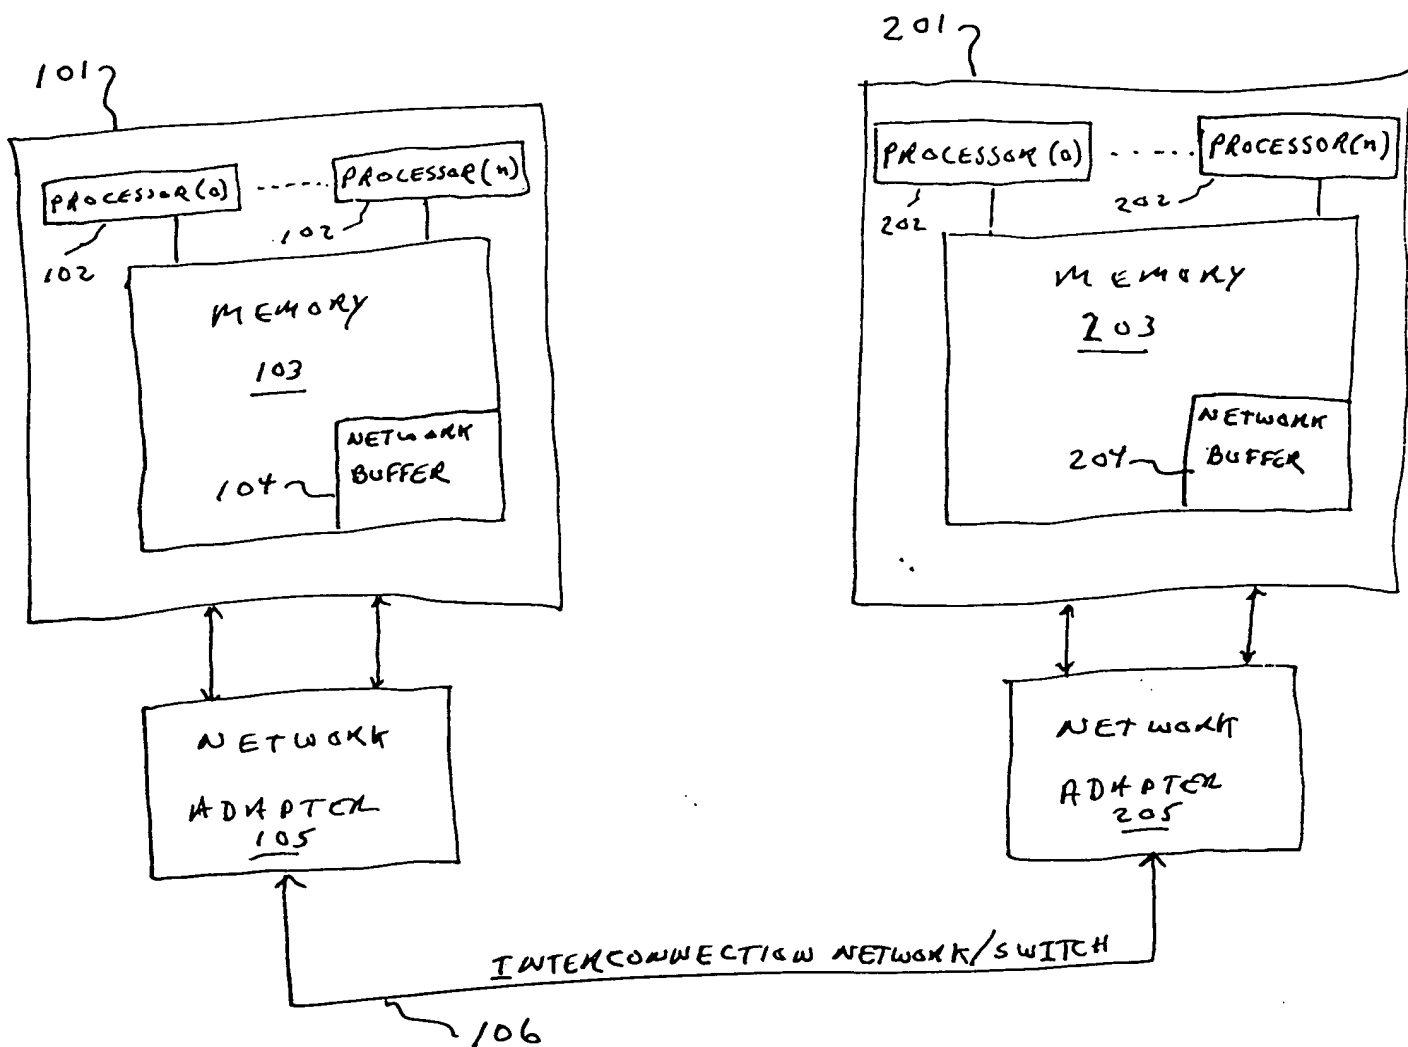 101
PROCESSOR(0) ...... PROCESSOR(n)
102
102
MEMORY
103
NETWORK
BUFFER
104
NETWORK
ADAPTER
105
201
PROCESSOR(0) ..... PROCESSOR(n)
202
202
MEMORY
203
NETWORK
BUFFER
204
NETWORK
ADAPTER
205
INTERCONNECTION NETWORK/SWITCH
106